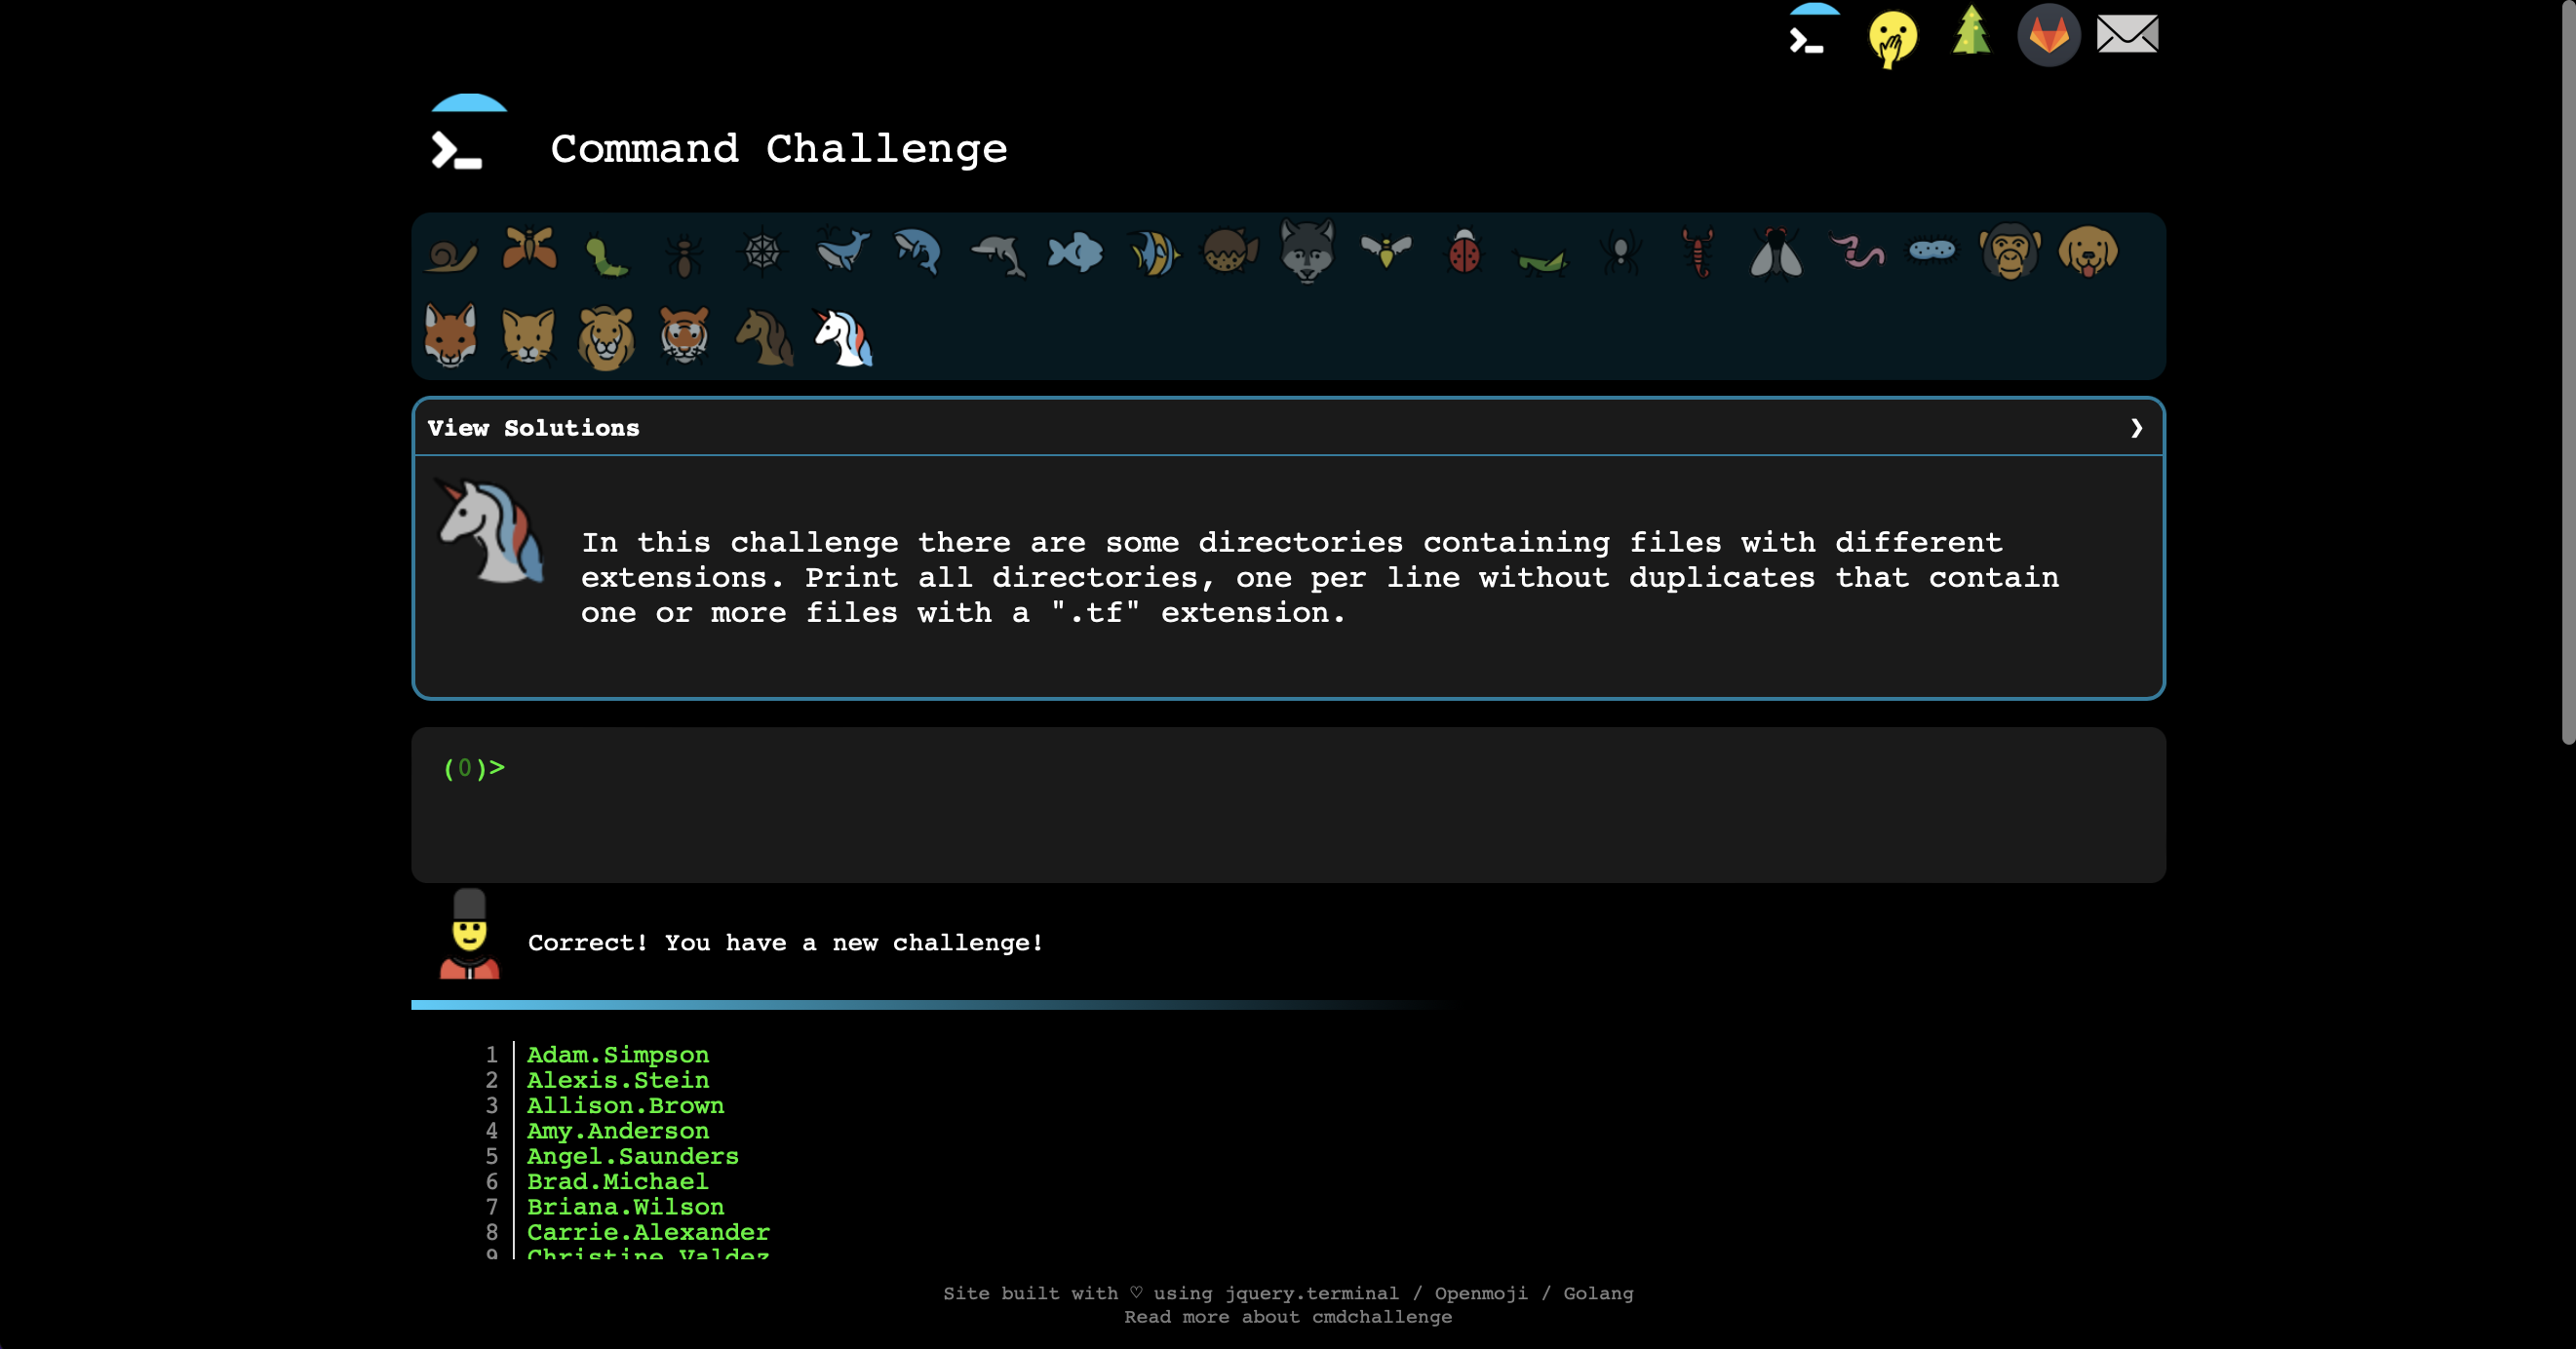 Command Challenge
View Solutions
In this challenge there are some directories containing files with different
extensions. Print all directories, one per line without duplicates that contain
one or more files with a ".tf" extension.
(0)>
Correct! You have a new challenge!
1 Adam.Simpson
2 Alexis.Stein
3 Allison.Brown
4 Amy.Anderson
5 Angel.Saunders
6 Brad.Michael
7 Briana.Wilson
8 Carrie.Alexander
9 Christine.Valdez
Site built with ♡ using jquery.terminal / Openmoji / Golang
Read more about cmdchallenge